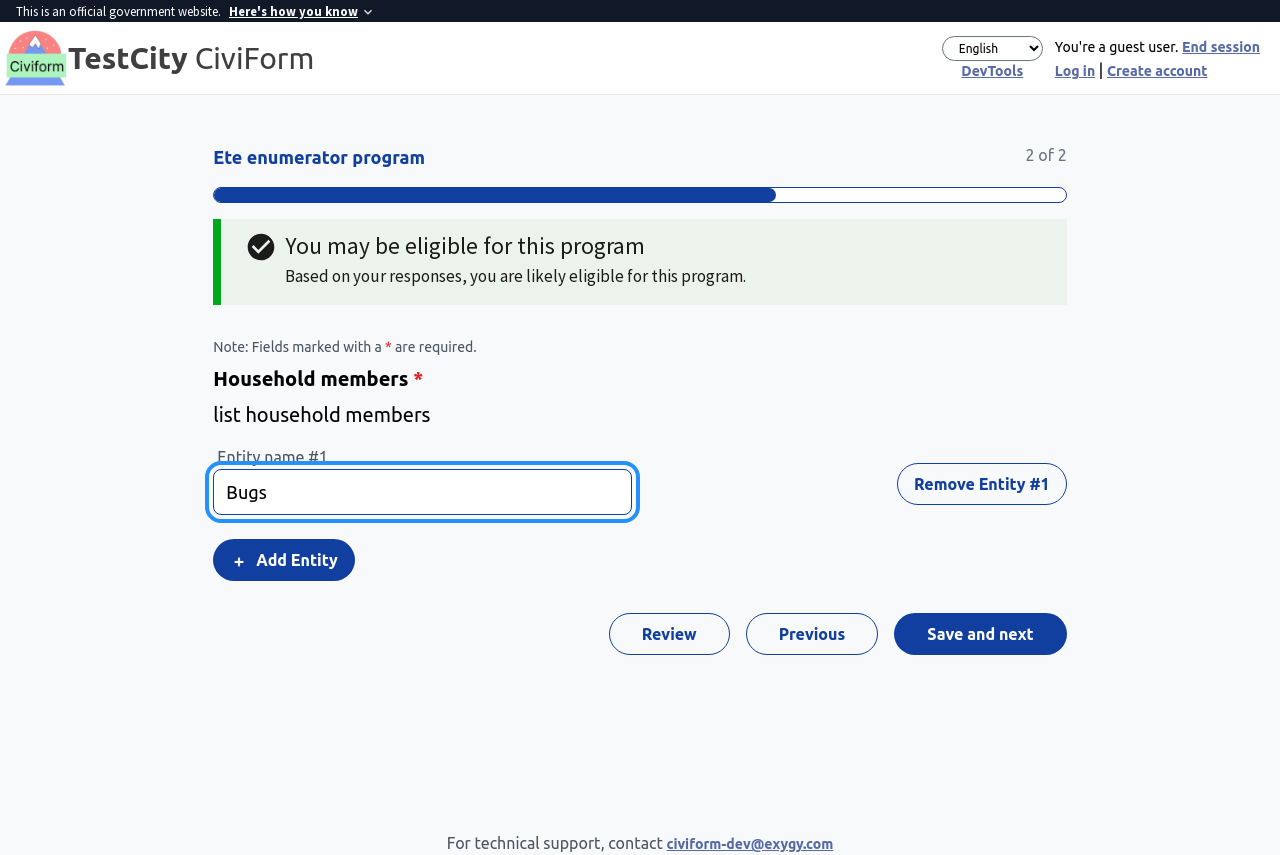 This is an official government website. Here's how you know
Civiform
TestCity CiviForm
English
You're a guest user. End session
DevTools
Log in | Create account
Ete enumerator program
2 of 2
You may be eligible for this program
Based on your responses, you are likely eligible for this program.
Note: Fields marked with a * are required.
Household members *
list household members
Entity name #1
Bugs
Remove Entity #1
+ Add Entity
Review
Previous
Save and next
For technical support, contact civiform-dev@exygy.com